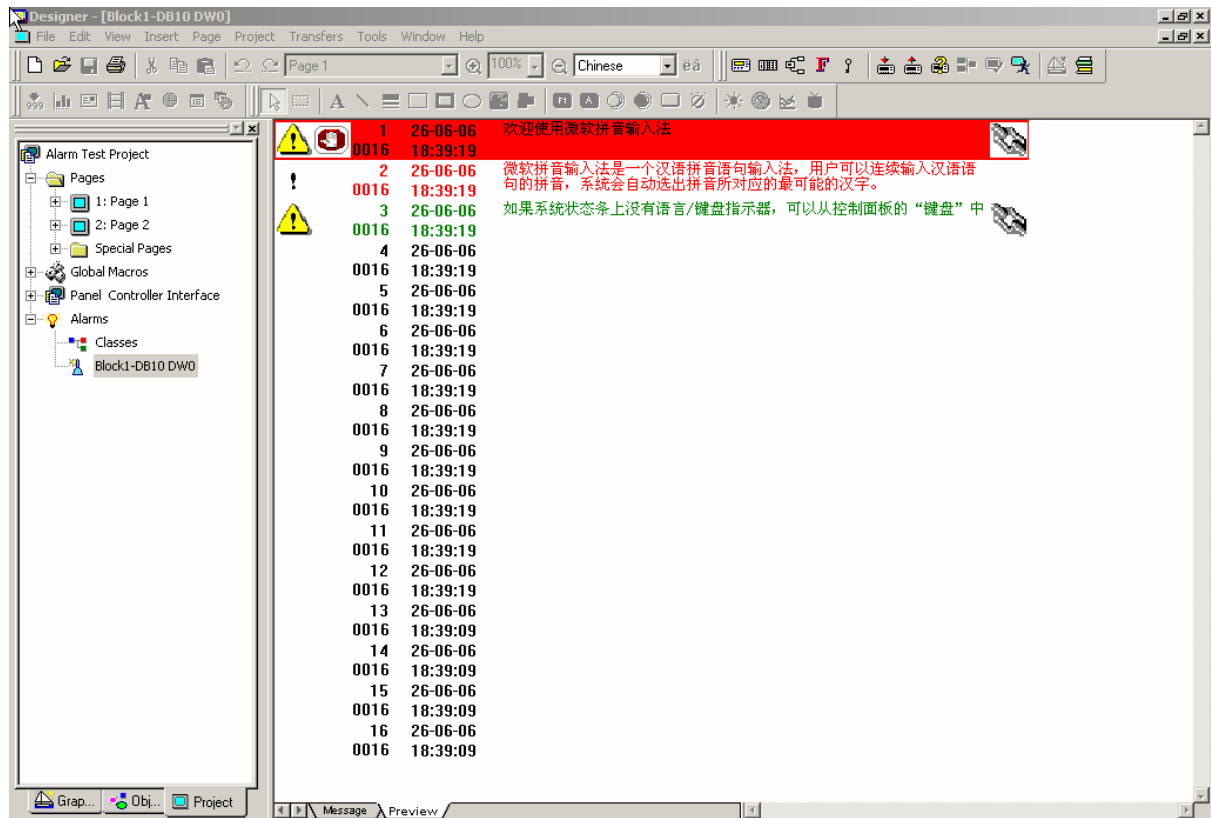 Designer - [Block1-DB10 DW0]
File Edit View Insert Page Project Transfers Tools Window Help
Page 1 100% Chinese ëâ
Alarm Test Project
Pages
1: Page 1
2: Page 2
Special Pages
Global Macros
Panel Controller Interface
Alarms
Classes
Block1-DB10 DW0
Grap... Obj... Project
1 26-06-06 欢迎使用微软拼音输入法
0016 18:39:19
2 26-06-06 微软拼音输入法是一个汉语拼音语句输入法，用户可以连续输入汉语语
0016 18:39:19 句的拼音，系统会自动选出拼音所对应的最可能的汉字。
3 26-06-06 如果系统状态条上没有语言/键盘指示器，可以从控制面板的“键盘”中
0016 18:39:19
4 26-06-06
0016 18:39:19
5 26-06-06
0016 18:39:19
6 26-06-06
0016 18:39:19
7 26-06-06
0016 18:39:19
8 26-06-06
0016 18:39:19
9 26-06-06
0016 18:39:19
10 26-06-06
0016 18:39:19
11 26-06-06
0016 18:39:19
12 26-06-06
0016 18:39:19
13 26-06-06
0016 18:39:09
14 26-06-06
0016 18:39:09
15 26-06-06
0016 18:39:09
16 26-06-06
0016 18:39:09
Message Preview